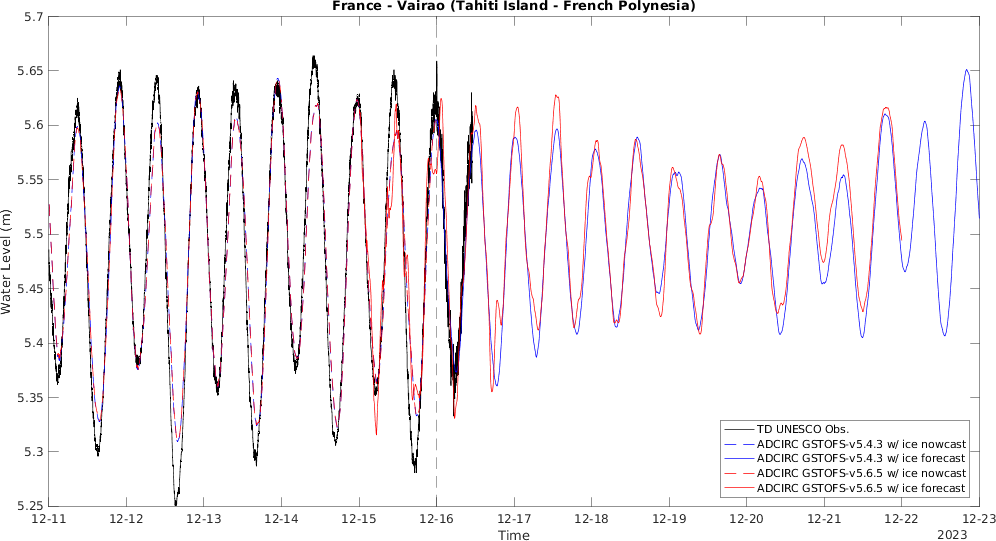 France - Vairao (Tahiti Island - French Polynesia)
Water Level (m)
5.7
5.65
5.6
5.55
5.5
5.45
5.4
5.35
5.3
5.25
TD UNESCO Obs.
ADCIRC GSTOFS-v5.4.3 w/ ice nowcast
ADCIRC GSTOFS-v5.4.3 w/ ice forecast
ADCIRC GSTOFS-v5.6.5 w/ ice nowcast
ADCIRC GSTOFS-v5.6.5 w/ ice forecast
12-11 12-12 12-13 12-14 12-15 12-16 12-17 12-18 12-19 12-20 12-21 12-22 12-23
Time
2023